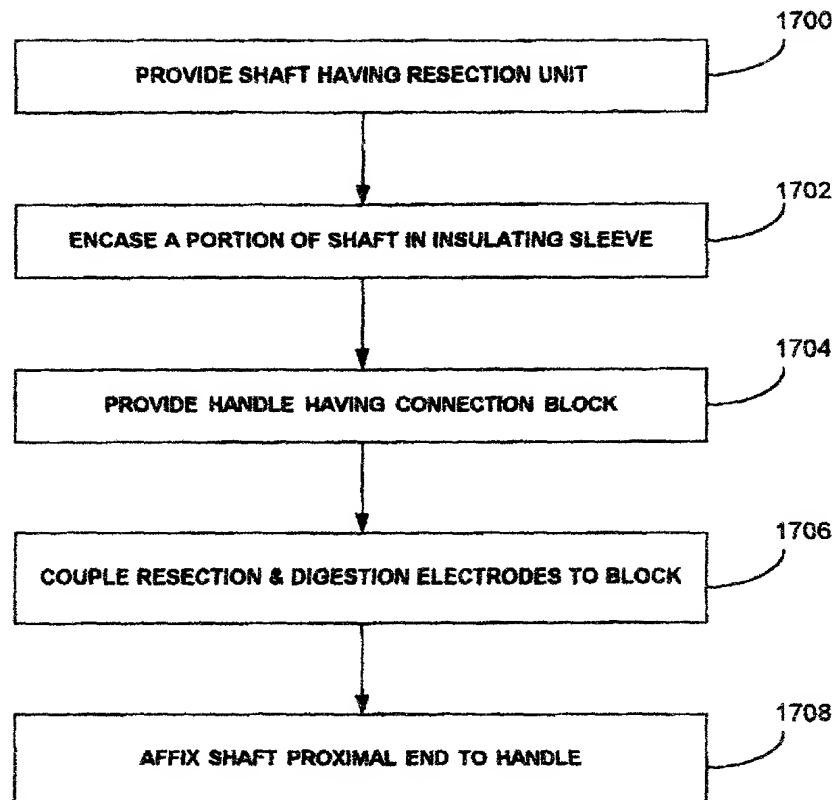 1700
PROVIDE SHAFT HAVING RESECTION UNIT
1702
ENCASE A PORTION OF SHAFT IN INSULATING SLEEVE
1704
PROVIDE HANDLE HAVING CONNECTION BLOCK
1706
COUPLE RESECTION & DIGESTION ELECTRODES TO BLOCK
1708
AFFIX SHAFT PROXIMAL END TO HANDLE